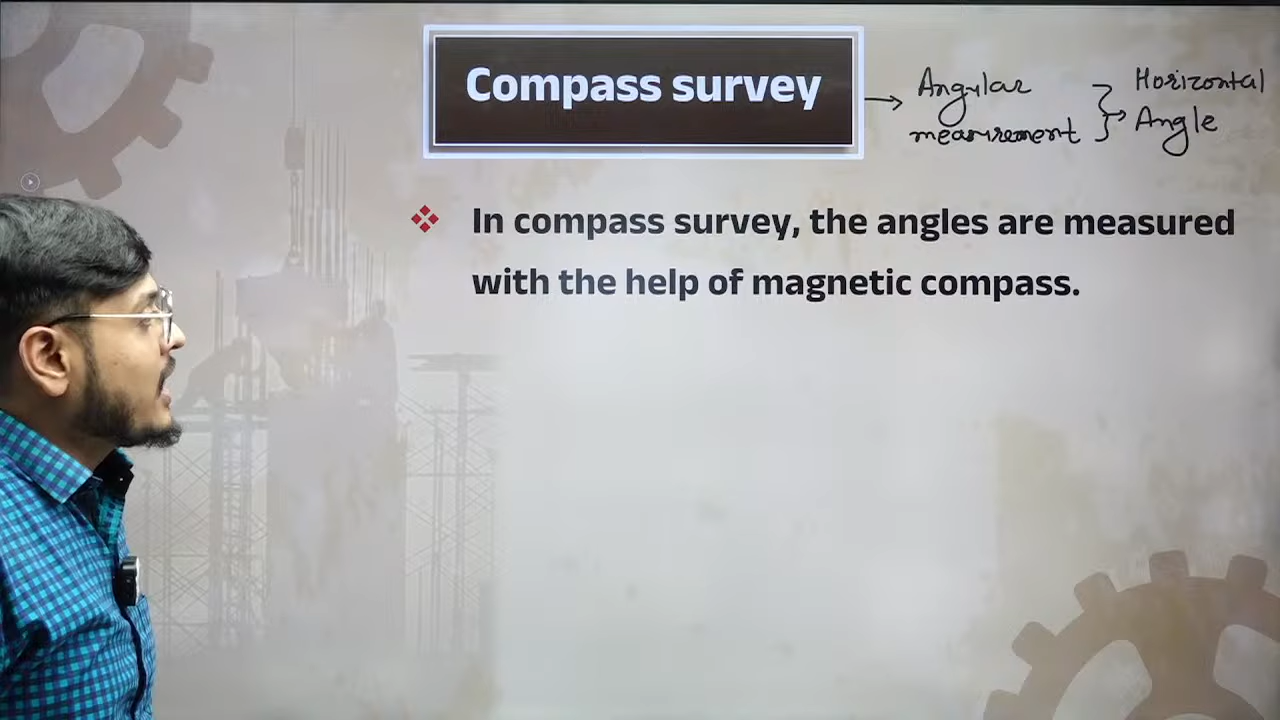 Compass survey
Angular
measurement
Horizontal
Angle
In compass survey, the angles are measured
with the help of magnetic compass.